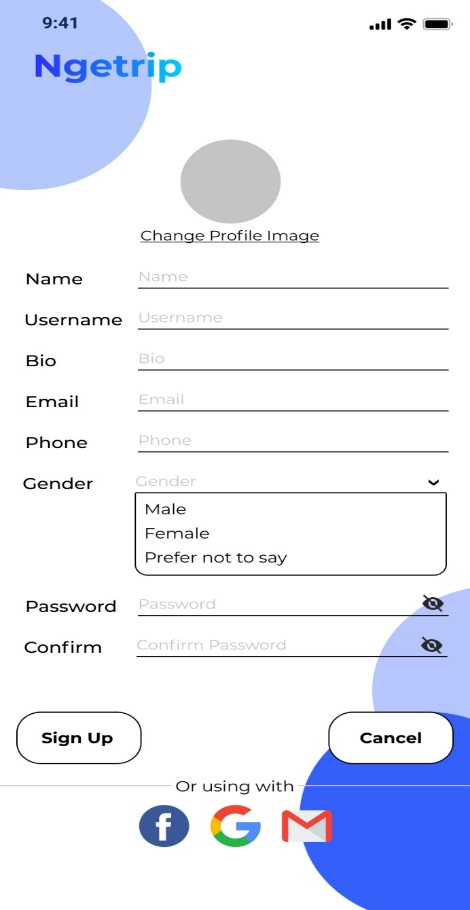 9:41
Ngetrip
Change Profile Image
Name Name
Username Username
Bio Bio
Email Email
Phone Phone
Gender Gender
Male
Female
Prefer not to say
Password Password
Confirm Confirm Password
Sign Up Cancel
Or using with